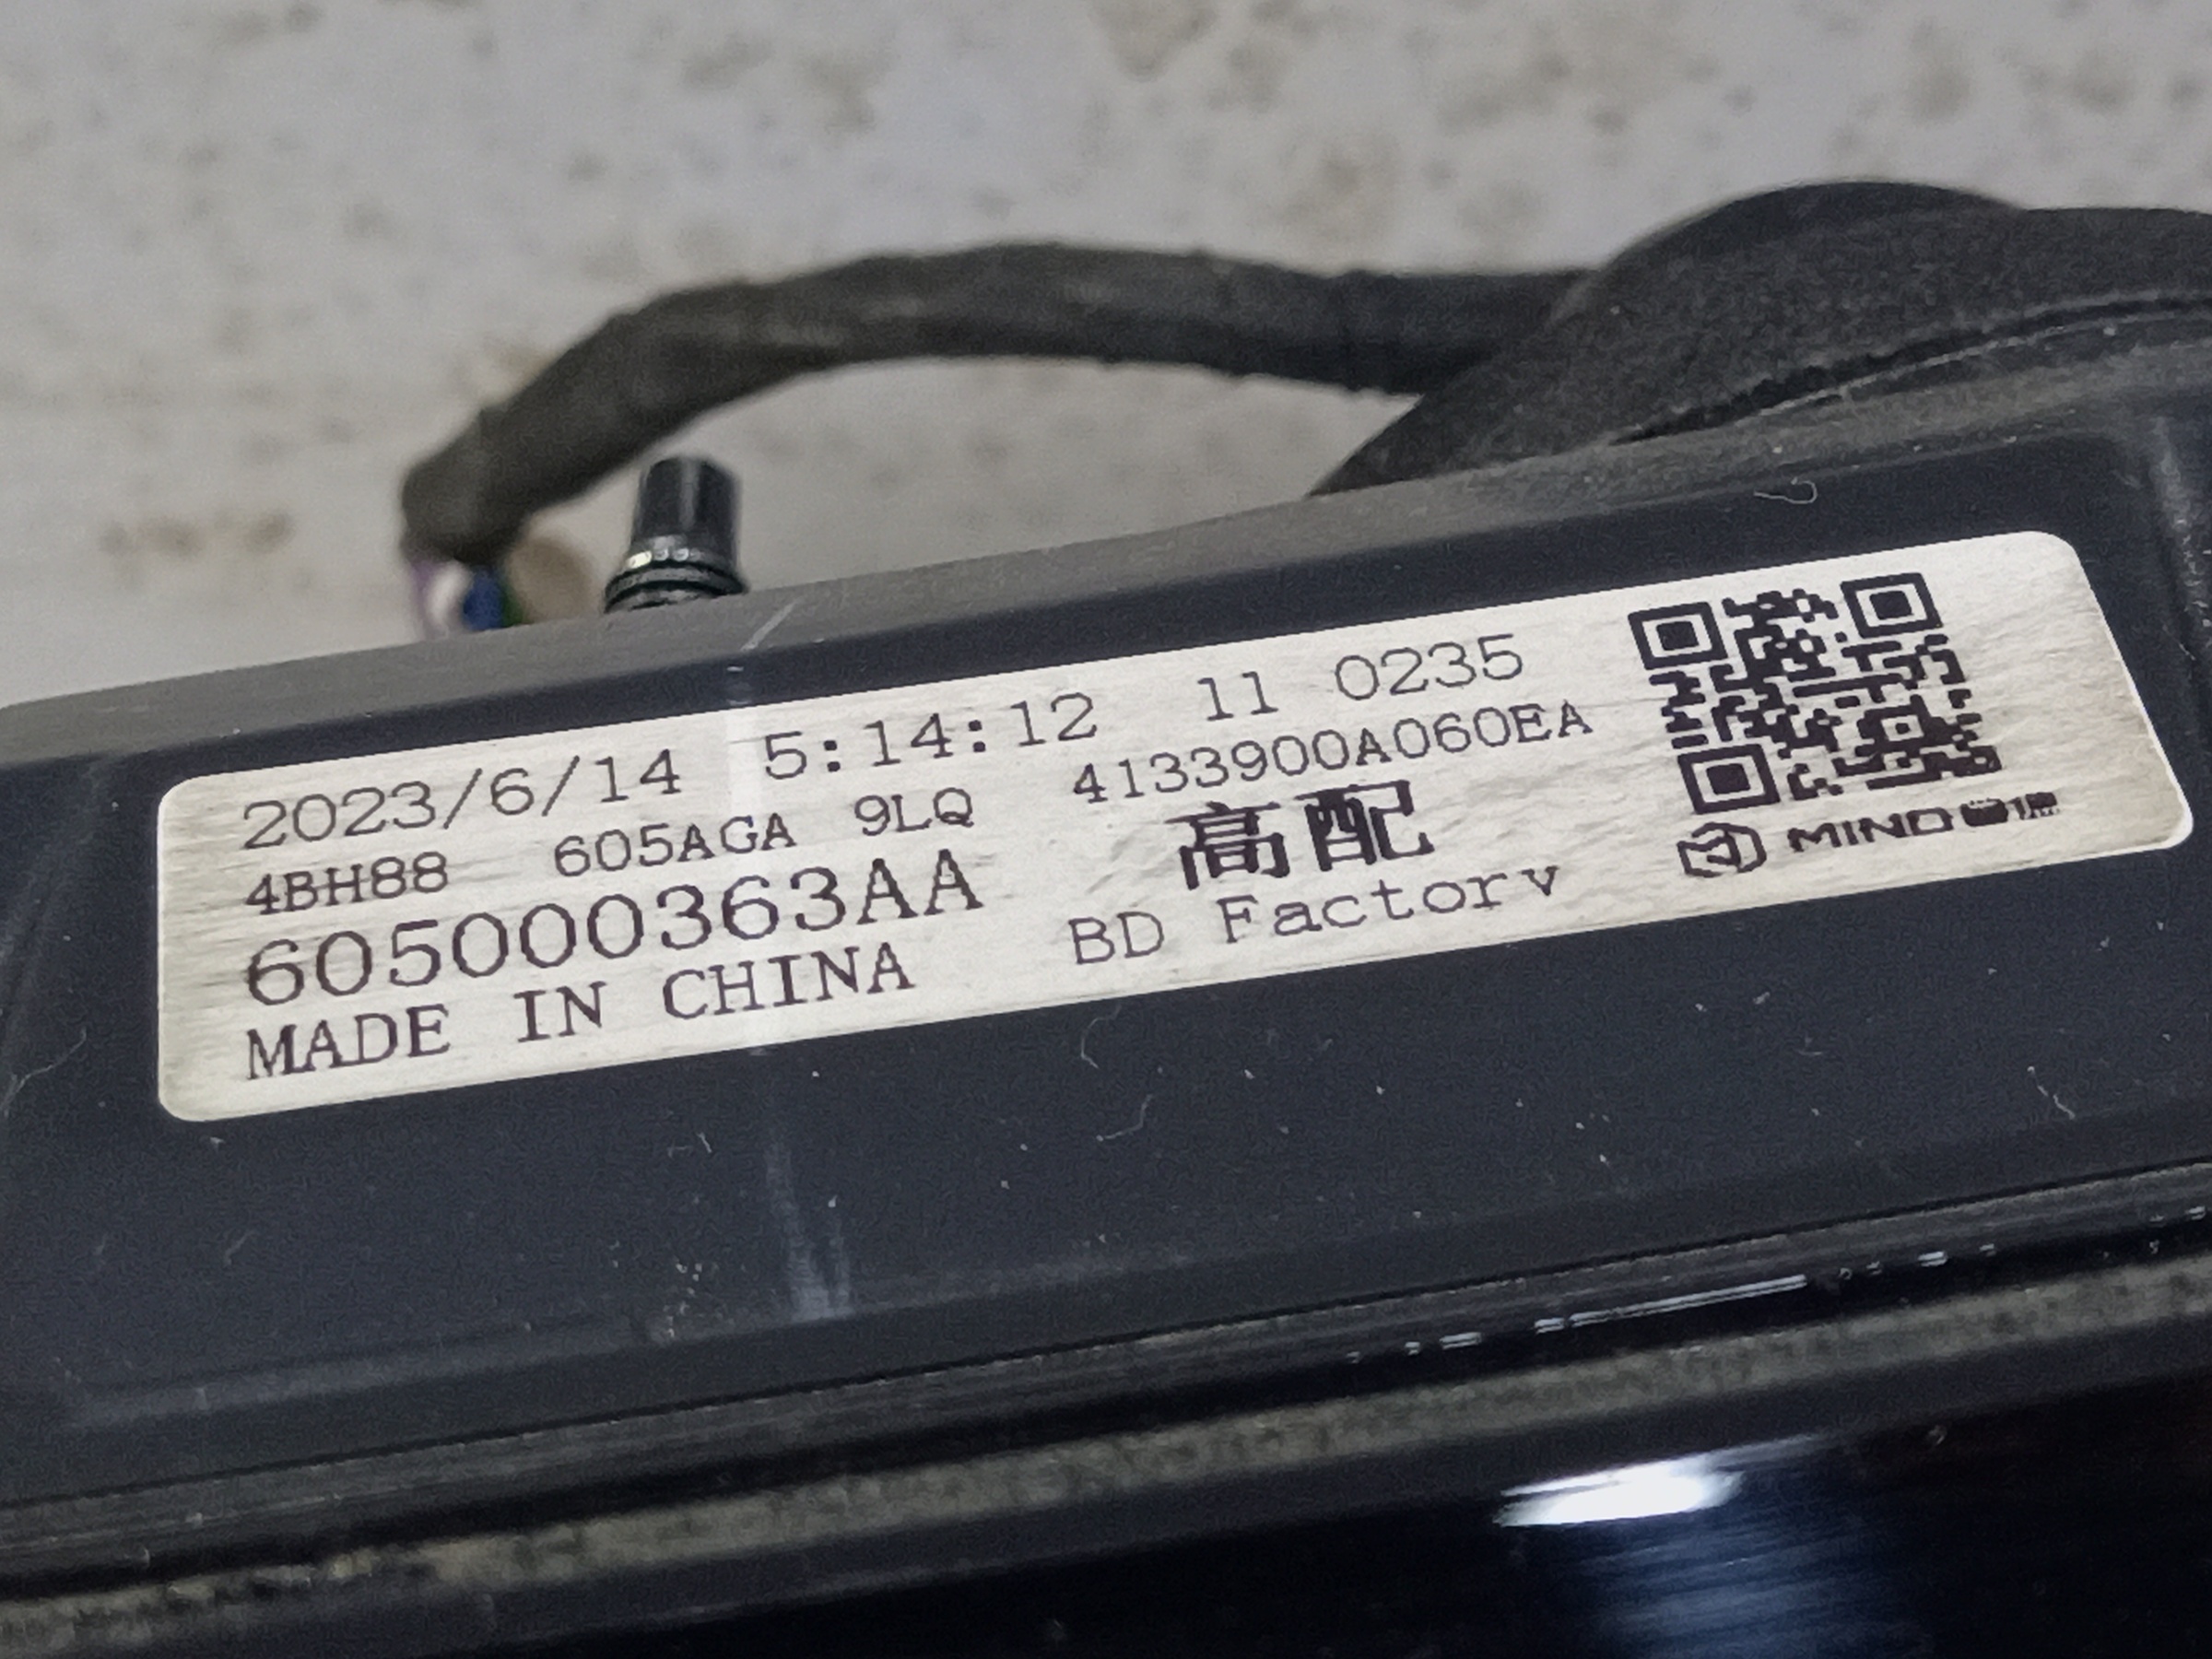 2023/6/14 5:14:12 11 0235
4BH88 605AGA 9LQ 4133900A060EA
605000363AA 高配
MADE IN CHINA BD Factory
MIND